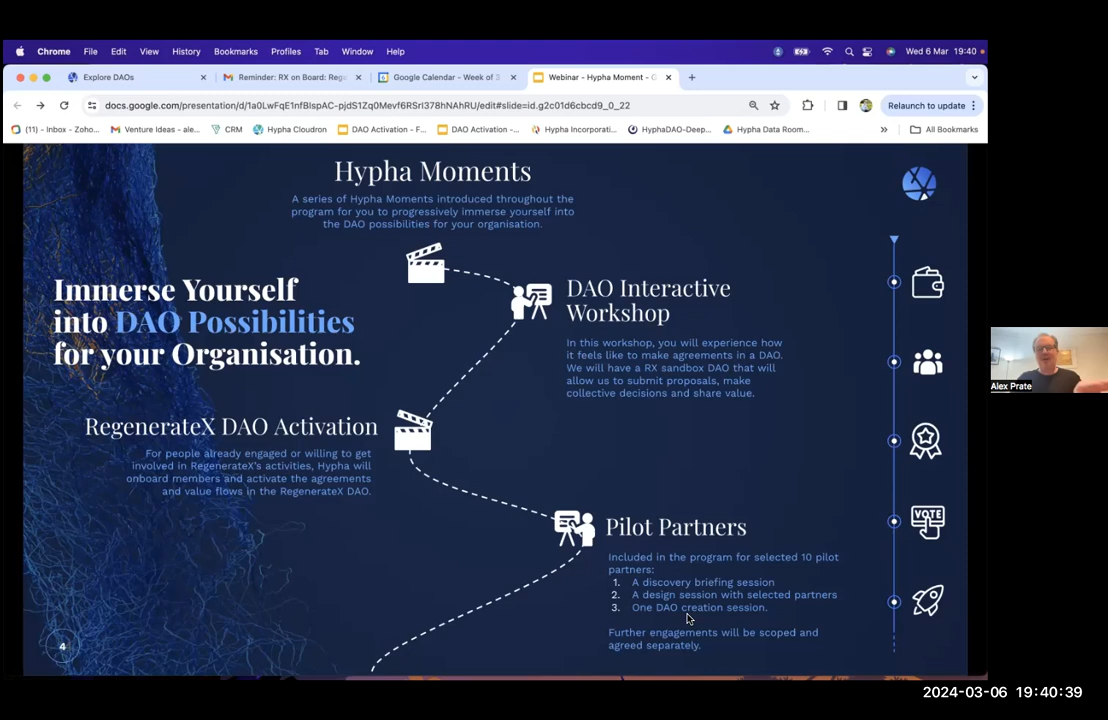 Chrome File Edit View History Bookmarks Profiles Tab Window Help Wed 6 Mar 19:40
Explore DAOs
Gmail Reminder: RX on Board: Reg
Google Calendar - Week of 3
Webinar - Hypha Moment - G
docs.google.com/presentation/d/1a0LwFqE1nfBlspAC-pjdS1Zq0Mevf6RSrI378hNAhRU/edit#slide=id.g2c01d6cbcd9_0_22
Relaunch to update
(11) - Inbox - Zoho... Venture Ideas - ale... CRM Hypha Cloudron DAO Activation - F... DAO Activation -... Hypha Incorporati... HyphaDAO-Deep... Hypha Data Room... » All Bookmarks
Hypha Moments
A series of Hypha Moments introduced throughout the
program for you to progressively immerse yourself into
the DAO possibilities for your organisation.
Immerse Yourself
into DAO Possibilities
for your Organisation.
DAO Interactive
Workshop
In this workshop, you will experience how
it feels like to make agreements in a DAO.
We will have a RX sandbox DAO that will
allow us to submit proposals, make
collective decisions and share value.
RegenerateX DAO Activation
For people already engaged or willing to get
involved in RegenerateX's activities, Hypha will
onboard members and activate the agreements
and value flows in the RegenerateX DAO.
Pilot Partners
Included in the program for selected 10 pilot
partners:
1. A discovery briefing session
2. A design session with selected partners
3. One DAO creation session.
Further engagements will be scoped and
agreed separately.
VOTE
4
Alex Prate
2024-03-06 19:40:39